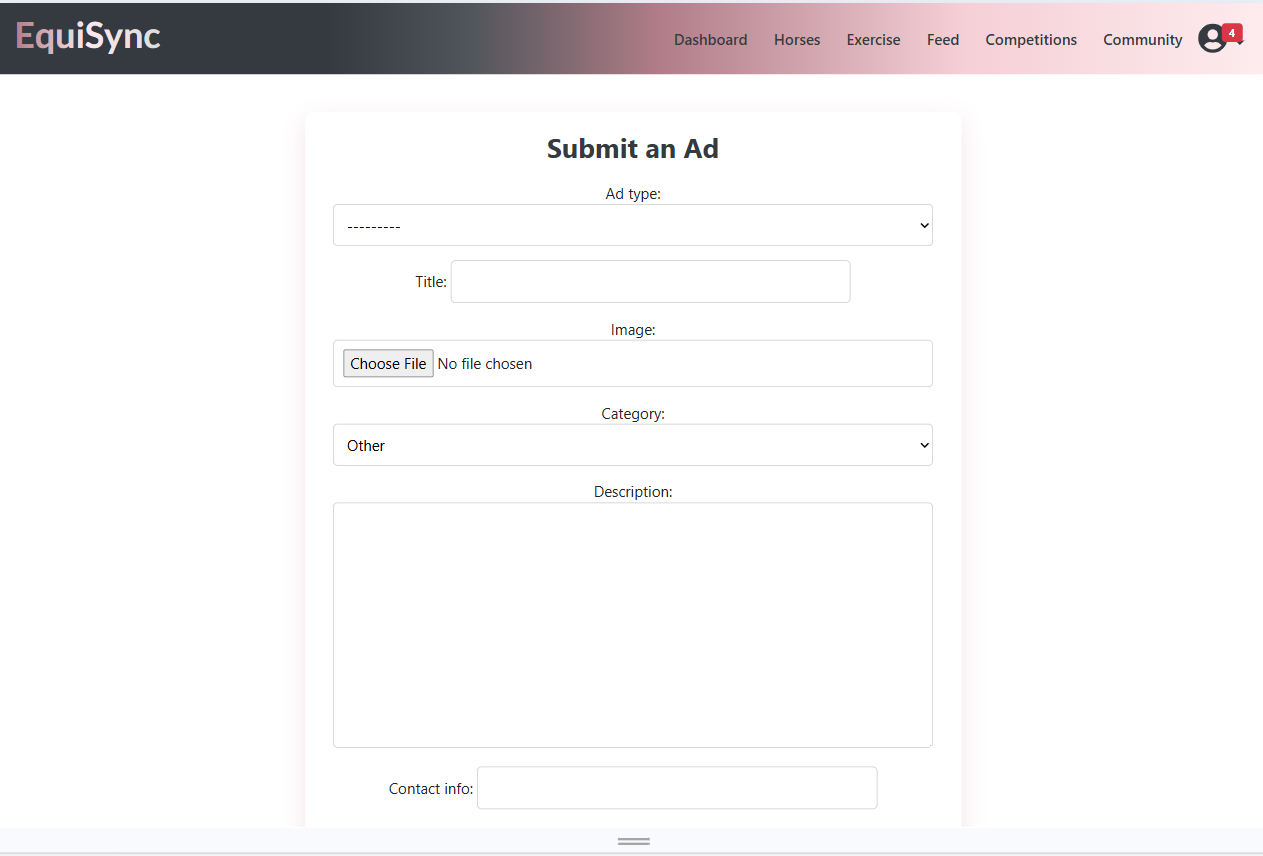 EquiSync
Dashboard Horses Exercise Feed Competitions Community 4
Submit an Ad
Ad type:
---------
Title:
Image:
Choose File No file chosen
Category:
Other
Description:
Contact info: